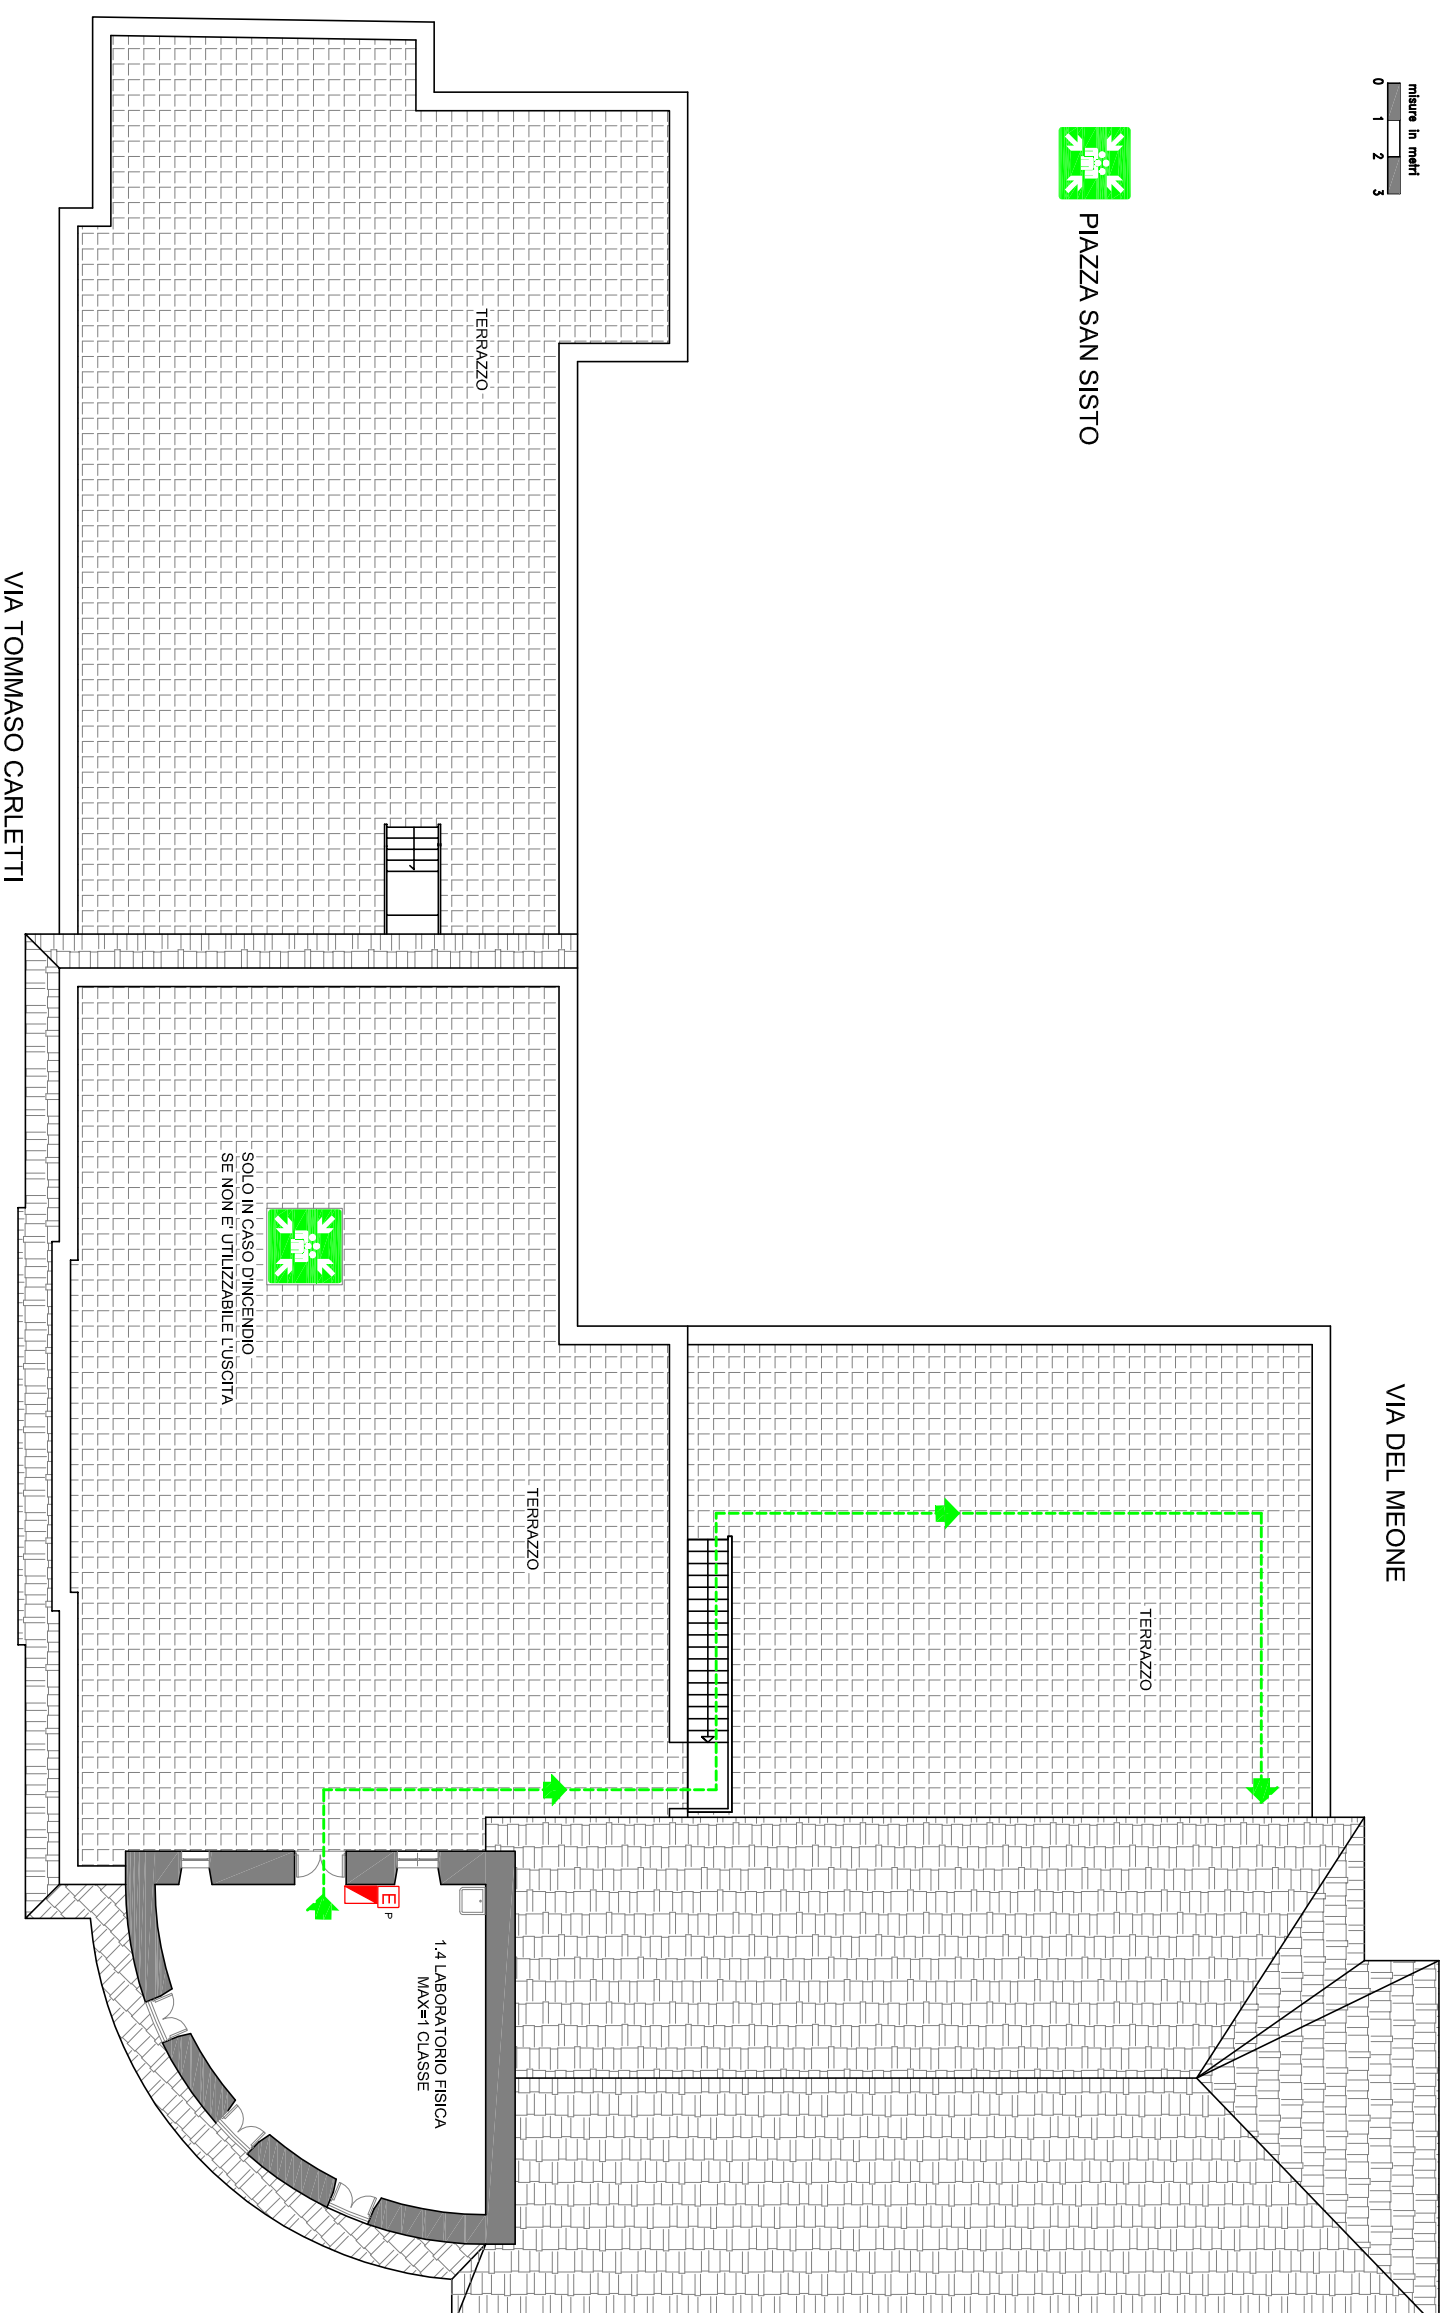 misure in metri
0 1 2 3
PIAZZA SAN SISTO
VIA DEL MEONE
TERRAZZO
TERRAZZO
TERRAZZO
SOLO IN CASO D'INCENDIO
SE NON E' UTILIZZABILE L'USCITA
E
P
1.4 LABORATORIO FISICA
MAX=1 CLASSE
VIA TOMMASO CARLETTI